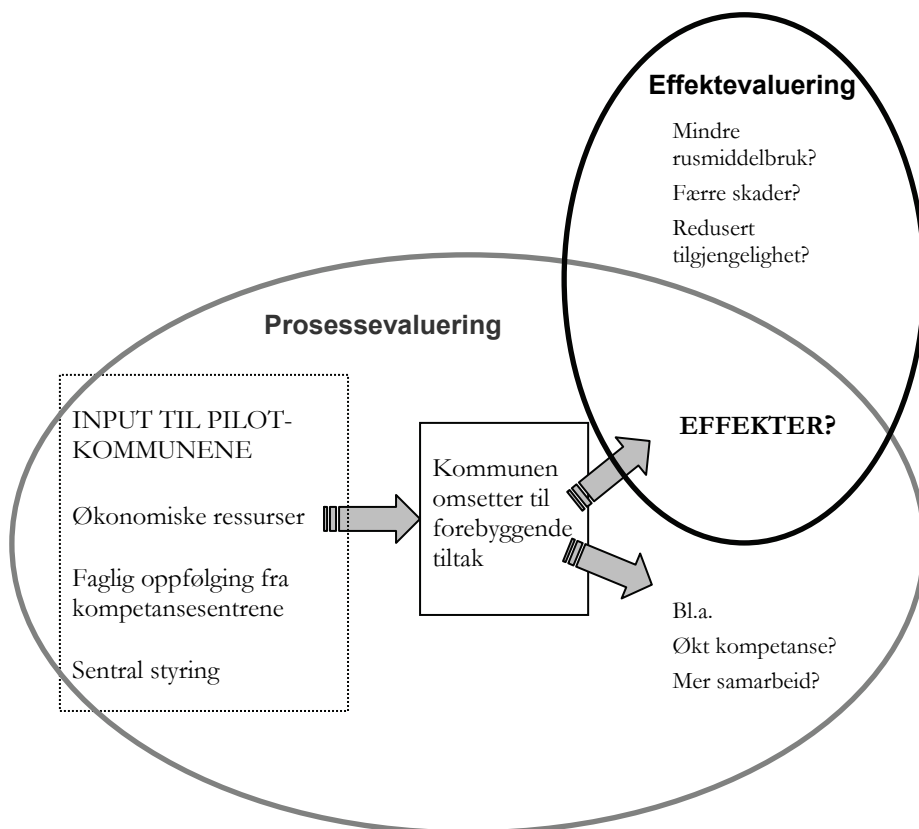 Effektevaluering
Mindre
rusmiddelbruk?
Færre skader?
Redusert
tilgjengelighet?
Prosessevaluering
INPUT TIL PILOT-
KOMMUNENE
Økonomiske ressurser
Faglig oppfølging fra
kompetansesentrene
Sentral styring
Kommunen
omsetter til
forebyggende
tiltak
EFFEKTER?
Bl.a.
Økt kompetanse?
Mer samarbeid?